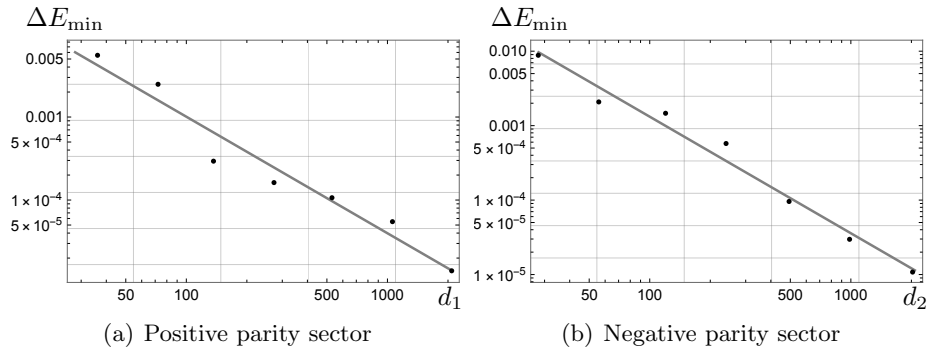 ΔE_min
0.005
0.001
5 × 10⁻⁴
1 × 10⁻⁴
5 × 10⁻⁵
50 100 500 1000 d₁
(a) Positive parity sector
ΔE_min
0.010
0.005
0.001
5 × 10⁻⁴
1 × 10⁻⁴
5 × 10⁻⁵
1 × 10⁻⁵
50 100 500 1000 d₂
(b) Negative parity sector